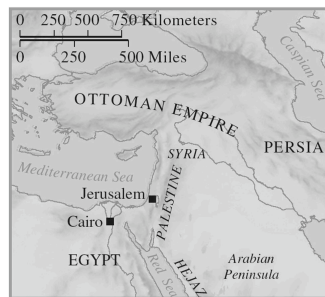 0 250 500 750 Kilometers
0 250 500 Miles
Caspian Sea
OTTOMAN EMPIRE
SYRIA
PERSIA
Mediterranean Sea
Jerusalem
PALESTINE
Cairo
EGYPT
Red Sea
HEJAZ
Arabian
Peninsula